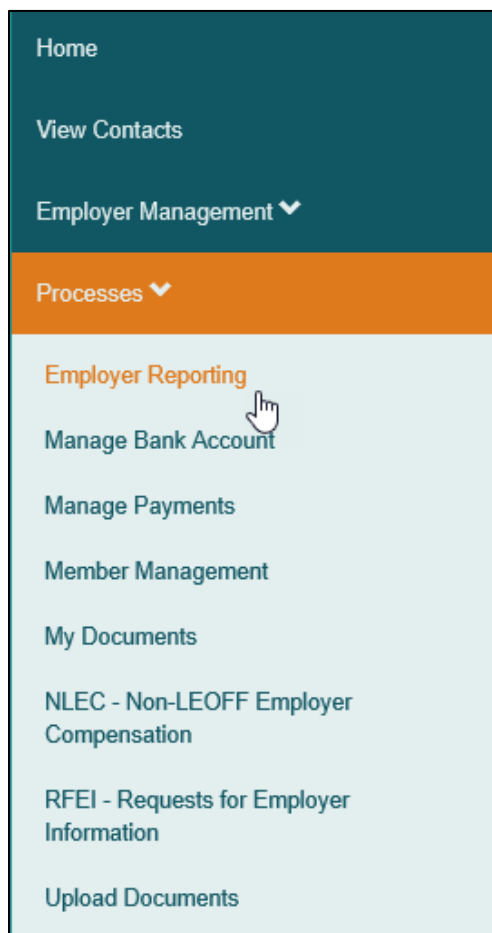 Home
View Contacts
Employer Management
Processes
Employer Reporting
Manage Bank Account
Manage Payments
Member Management
My Documents
NLEC - Non-LEOFF Employer
Compensation
RFEI - Requests for Employer
Information
Upload Documents